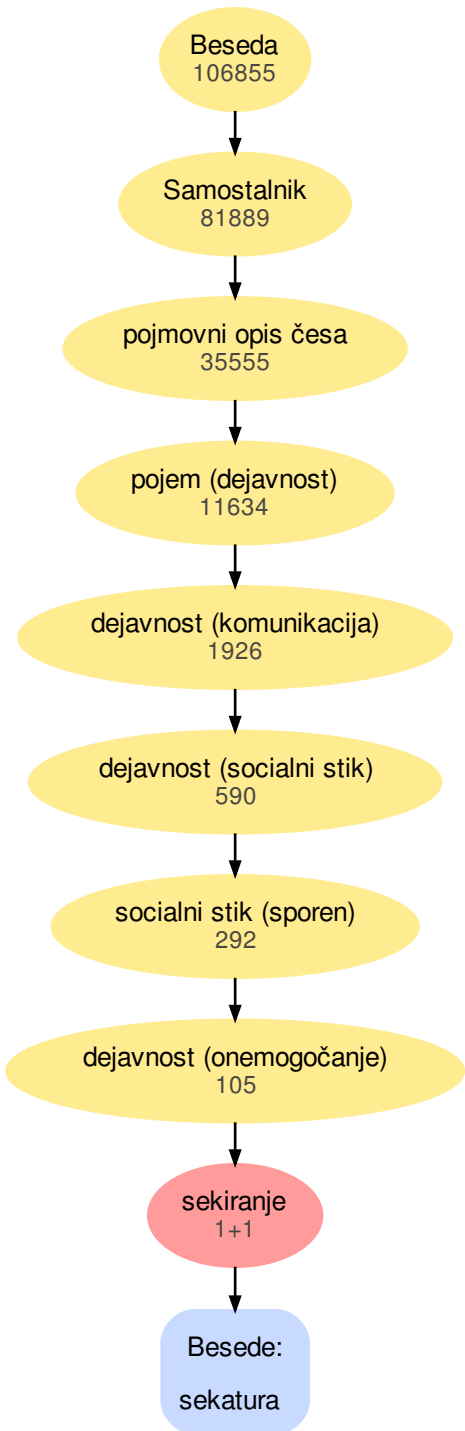 Beseda
106855
Samostalnik
81889
pojmovni opis česa
35555
pojem (dejavnost)
11634
dejavnost (komunikacija)
1926
dejavnost (socialni stik)
590
socialni stik (sporen)
292
dejavnost (onemogočanje)
105
sekiranje
1+1
Besede:
sekatura